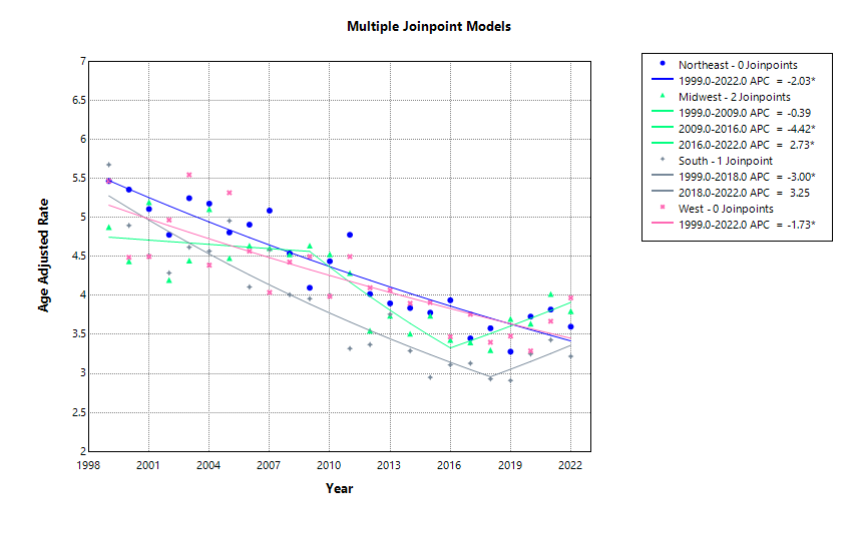 Multiple Joinpoint Models
7
6.5
6
5.5
5
4.5
4
3.5
3
2.5
2
Age Adjusted Rate
1998 2001 2004 2007 2010 2013 2016 2019 2022
Year
Northeast - 0 Joinpoints
1999.0-2022.0 APC = -2.03*
Midwest - 2 Joinpoints
1999.0-2009.0 APC = -0.39
2009.0-2016.0 APC = -4.42*
2016.0-2022.0 APC = 2.73*
South - 1 Joinpoint
1999.0-2018.0 APC = -3.00*
2018.0-2022.0 APC = 3.25
West - 0 Joinpoints
1999.0-2022.0 APC = -1.73*